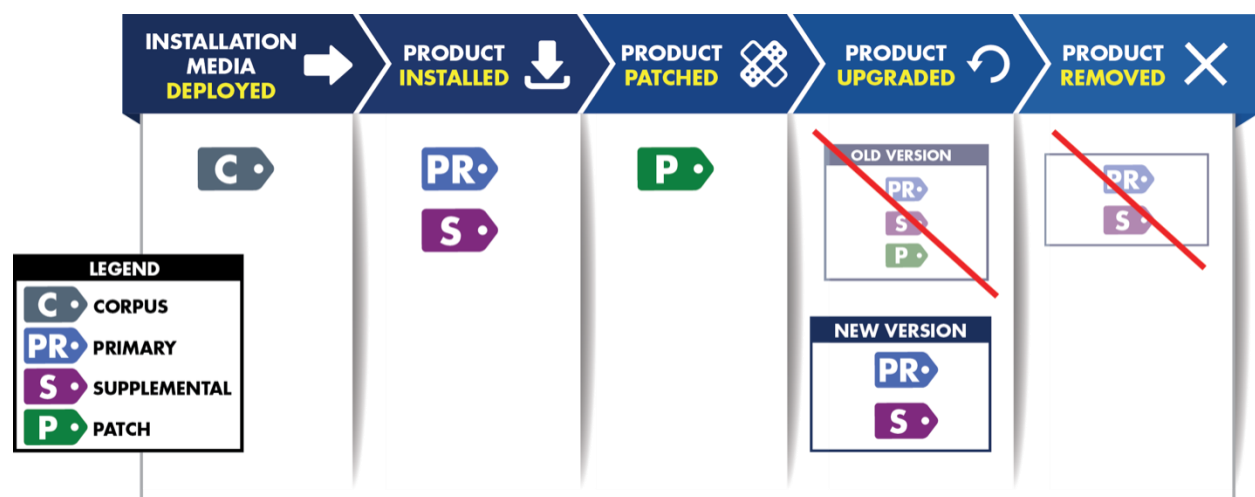 INSTALLATION
MEDIA
DEPLOYED
PRODUCT
INSTALLED
PRODUCT
PATCHED
PRODUCT
UPGRADED
PRODUCT
REMOVED
C
PR
S
P
OLD VERSION
PR
S
P
NEW VERSION
PR
S
PR
S
LEGEND
C CORPUS
PR PRIMARY
S SUPPLEMENTAL
P PATCH